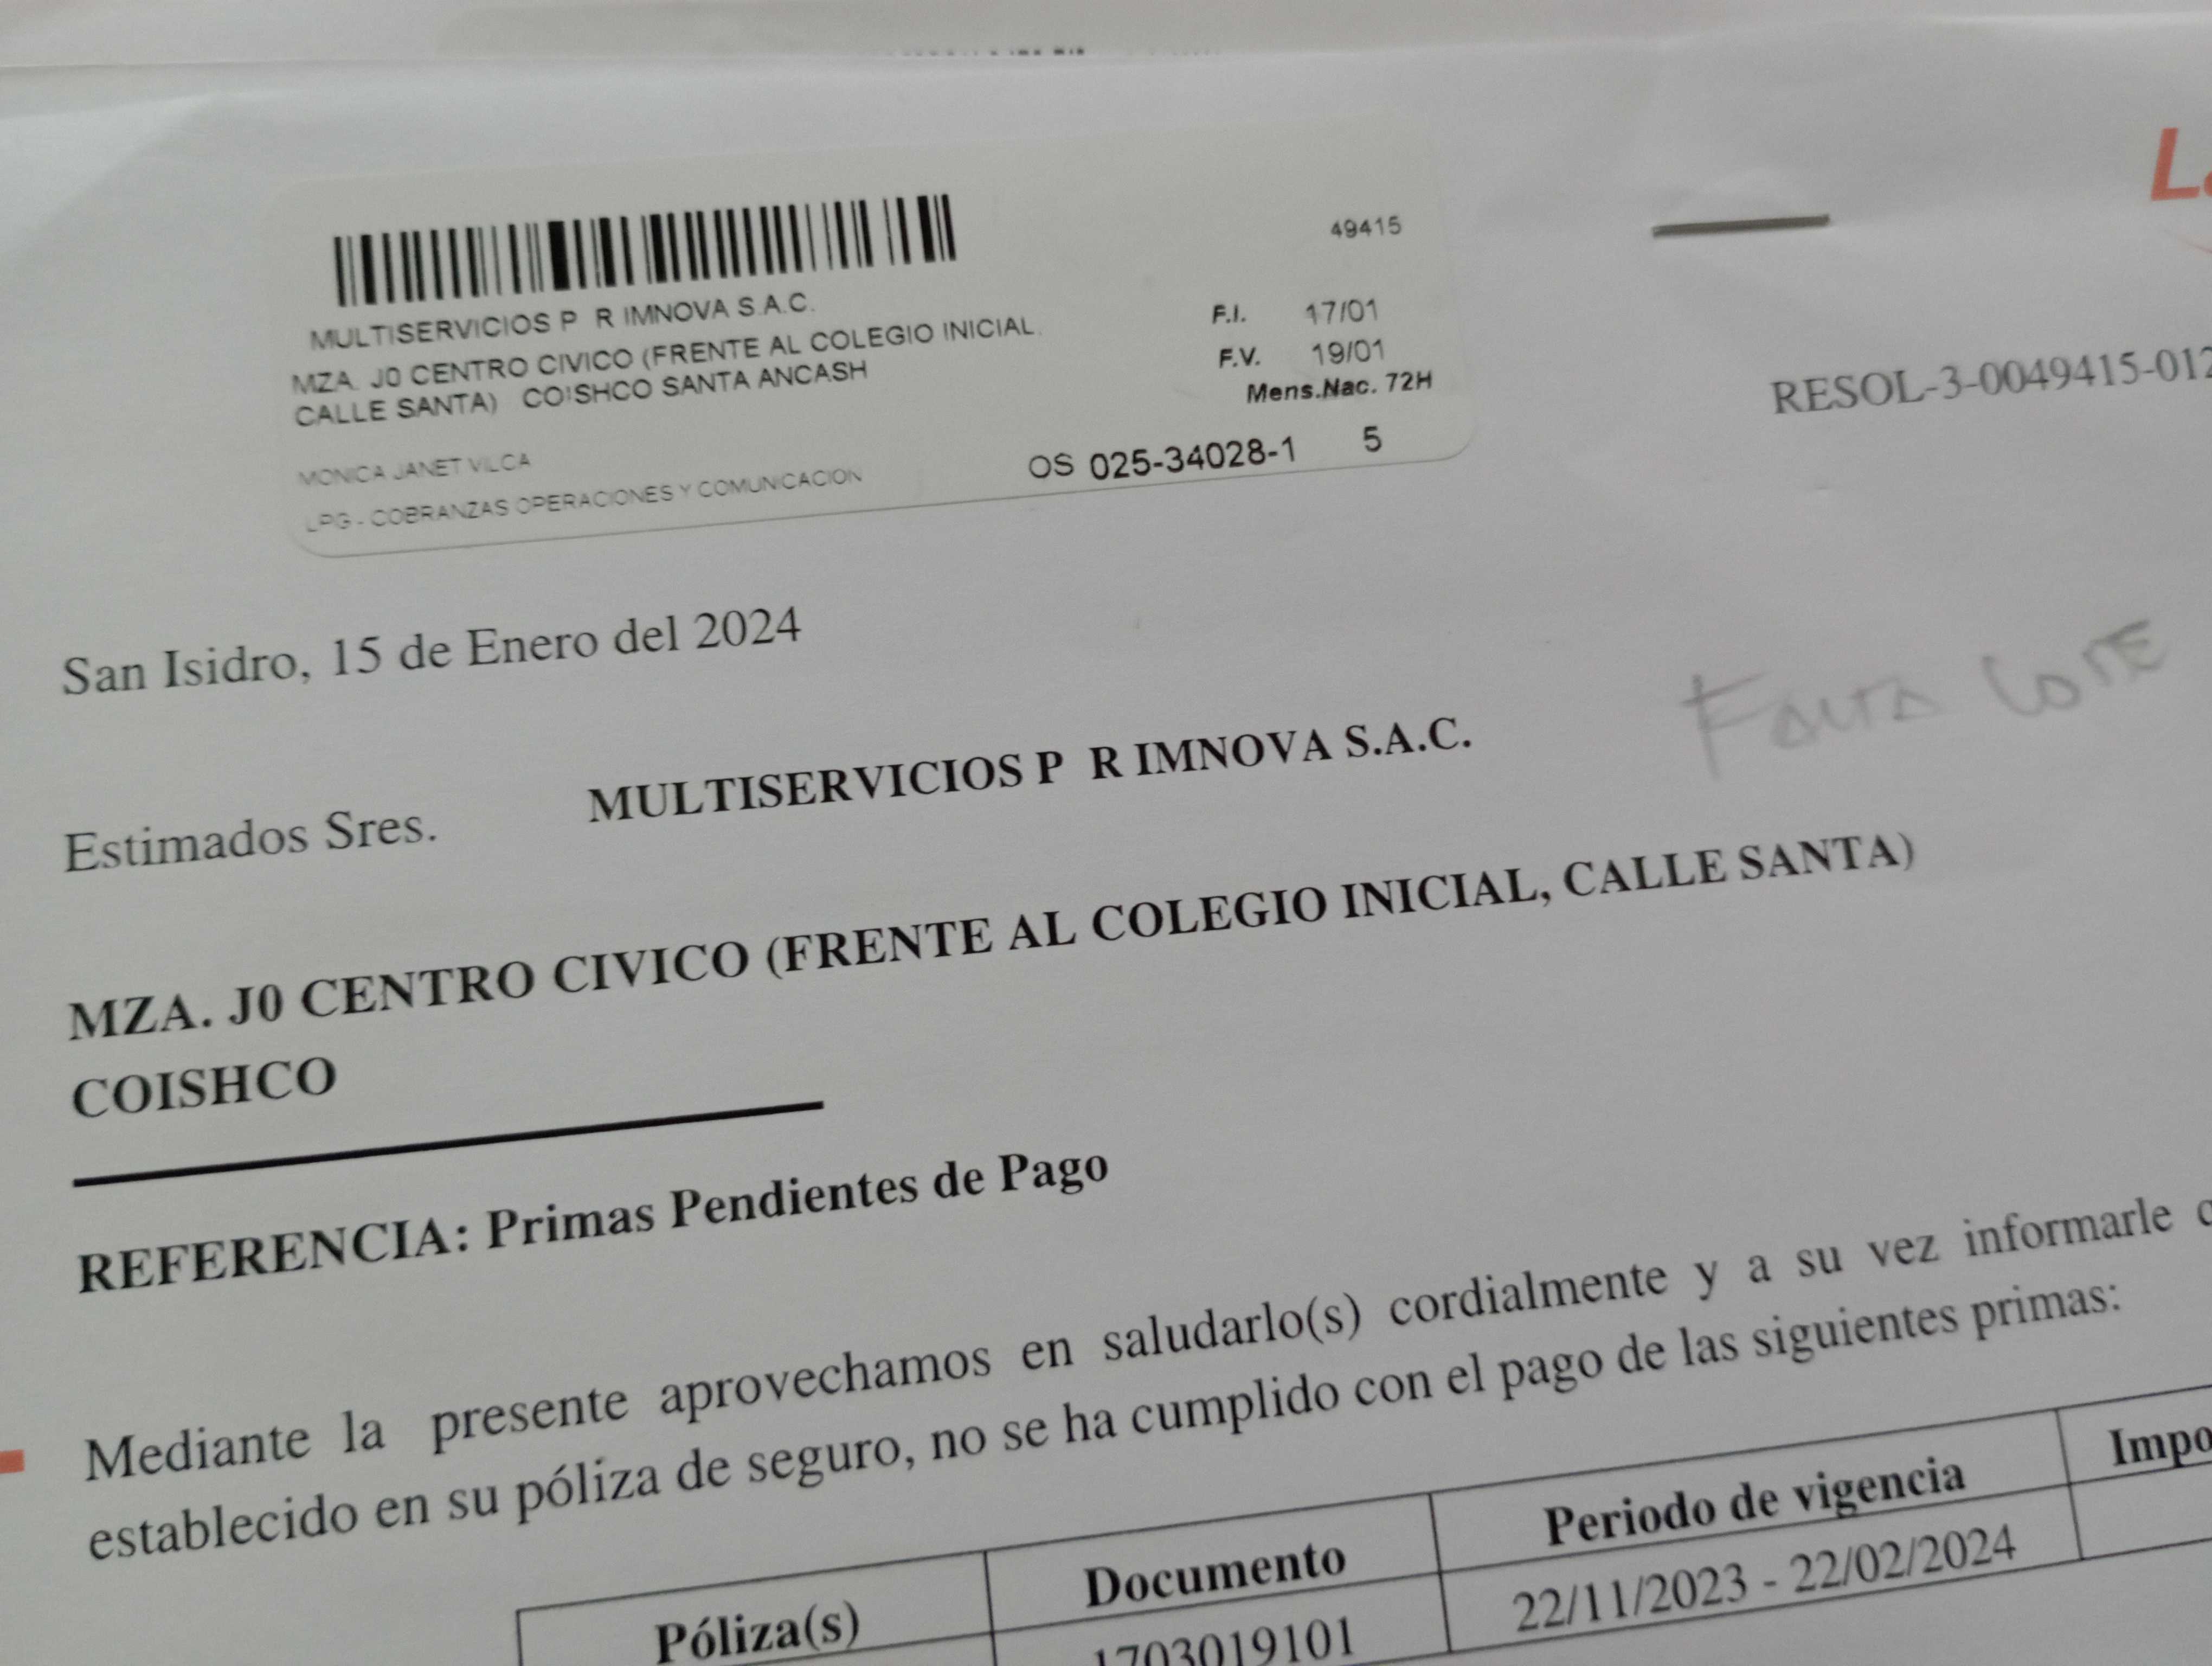 49415
MULTISERVICIOS P R IMNOVA S.A.C.
MZA. J0 CENTRO CIVICO (FRENTE AL COLEGIO INICIAL,
CALLE SANTA) COISHCO SANTA ANCASH
F.I. 17/01
F.V. 19/01
Mens.Nac. 72H
MONICA JANET VILCA
LPG - COBRANZAS OPERACIONES Y COMUNICACION
OS 025-34028-1 5
RESOL-3-0049415-012
San Isidro, 15 de Enero del 2024
Estimados Sres. MULTISERVICIOS P R IMNOVA S.A.C.
MZA. J0 CENTRO CIVICO (FRENTE AL COLEGIO INICIAL, CALLE SANTA)
COISHCO
REFERENCIA: Primas Pendientes de Pago
Mediante la presente aprovechamos en saludarlo(s) cordialmente y a su vez informarle
establecido en su póliza de seguro, no se ha cumplido con el pago de las siguientes primas:
Póliza(s) Documento Periodo de vigencia Impo
1703019101 22/11/2023 - 22/02/2024